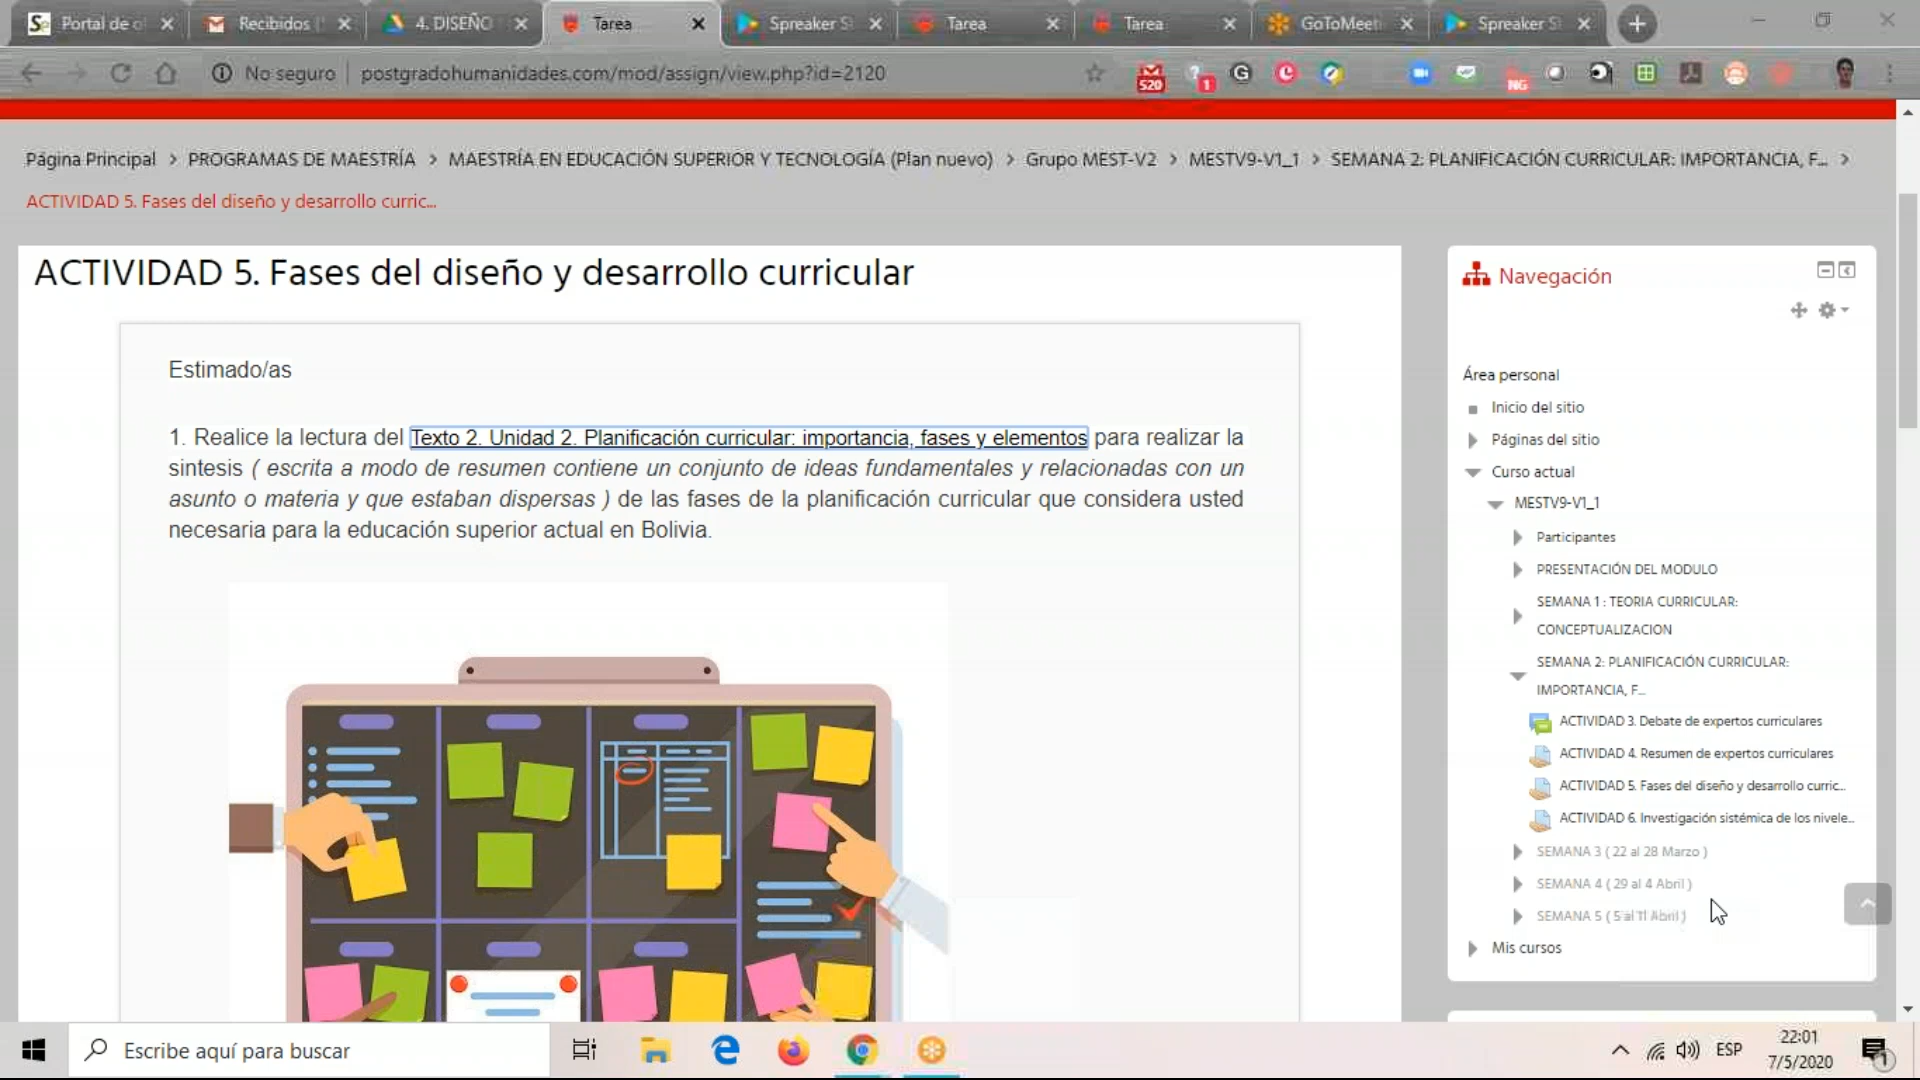 Portal de o
Recibidos (
4. DISEÑO
Tarea
Spreaker S
Tarea
Tarea
GoToMeeti
Spreaker S
No seguro
postgradohumanidades.com/mod/assign/view.php?id=2120
520
1
G
NG
Página Principal > PROGRAMAS DE MAESTRÍA > MAESTRÍA EN EDUCACIÓN SUPERIOR Y TECNOLOGÍA (Plan nuevo) > Grupo MEST-V2 > MESTV9-V1_1 > SEMANA 2: PLANIFICACIÓN CURRICULAR: IMPORTANCIA, F... >
ACTIVIDAD 5. Fases del diseño y desarrollo curric...
ACTIVIDAD 5. Fases del diseño y desarrollo curricular
Estimado/as
1. Realice la lectura del Texto 2. Unidad 2. Planificación curricular: importancia, fases y elementos para realizar la
sintesis ( escrita a modo de resumen contiene un conjunto de ideas fundamentales y relacionadas con un
asunto o materia y que estaban dispersas ) de las fases de la planificación curricular que considera usted
necesaria para la educación superior actual en Bolivia.
Navegación
Área personal
Inicio del sitio
Páginas del sitio
Curso actual
MESTV9-V1_1
Participantes
PRESENTACIÓN DEL MODULO
SEMANA 1 : TEORIA CURRICULAR:
CONCEPTUALIZACION
SEMANA 2: PLANIFICACIÓN CURRICULAR:
IMPORTANCIA, F...
ACTIVIDAD 3. Debate de expertos curriculares
ACTIVIDAD 4. Resumen de expertos curriculares
ACTIVIDAD 5. Fases del diseño y desarrollo curric...
ACTIVIDAD 6. Investigación sistémica de los nivele...
SEMANA 3 ( 22 al 28 Marzo )
SEMANA 4 ( 29 al 4 Abril )
SEMANA 5 ( 5 al 11 Abril )
Mis cursos
Escribe aquí para buscar
ESP
22:01
7/5/2020
1